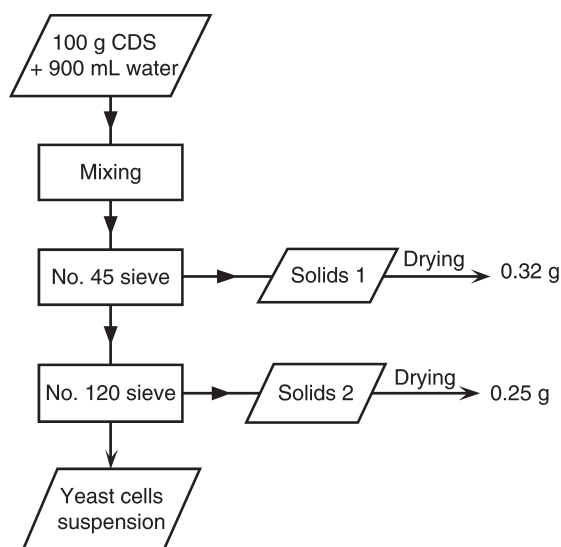 100 g CDS
+ 900 mL water
Mixing
No. 45 sieve
Solids 1
Drying
0.32 g
No. 120 sieve
Solids 2
Drying
0.25 g
Yeast cells
suspension